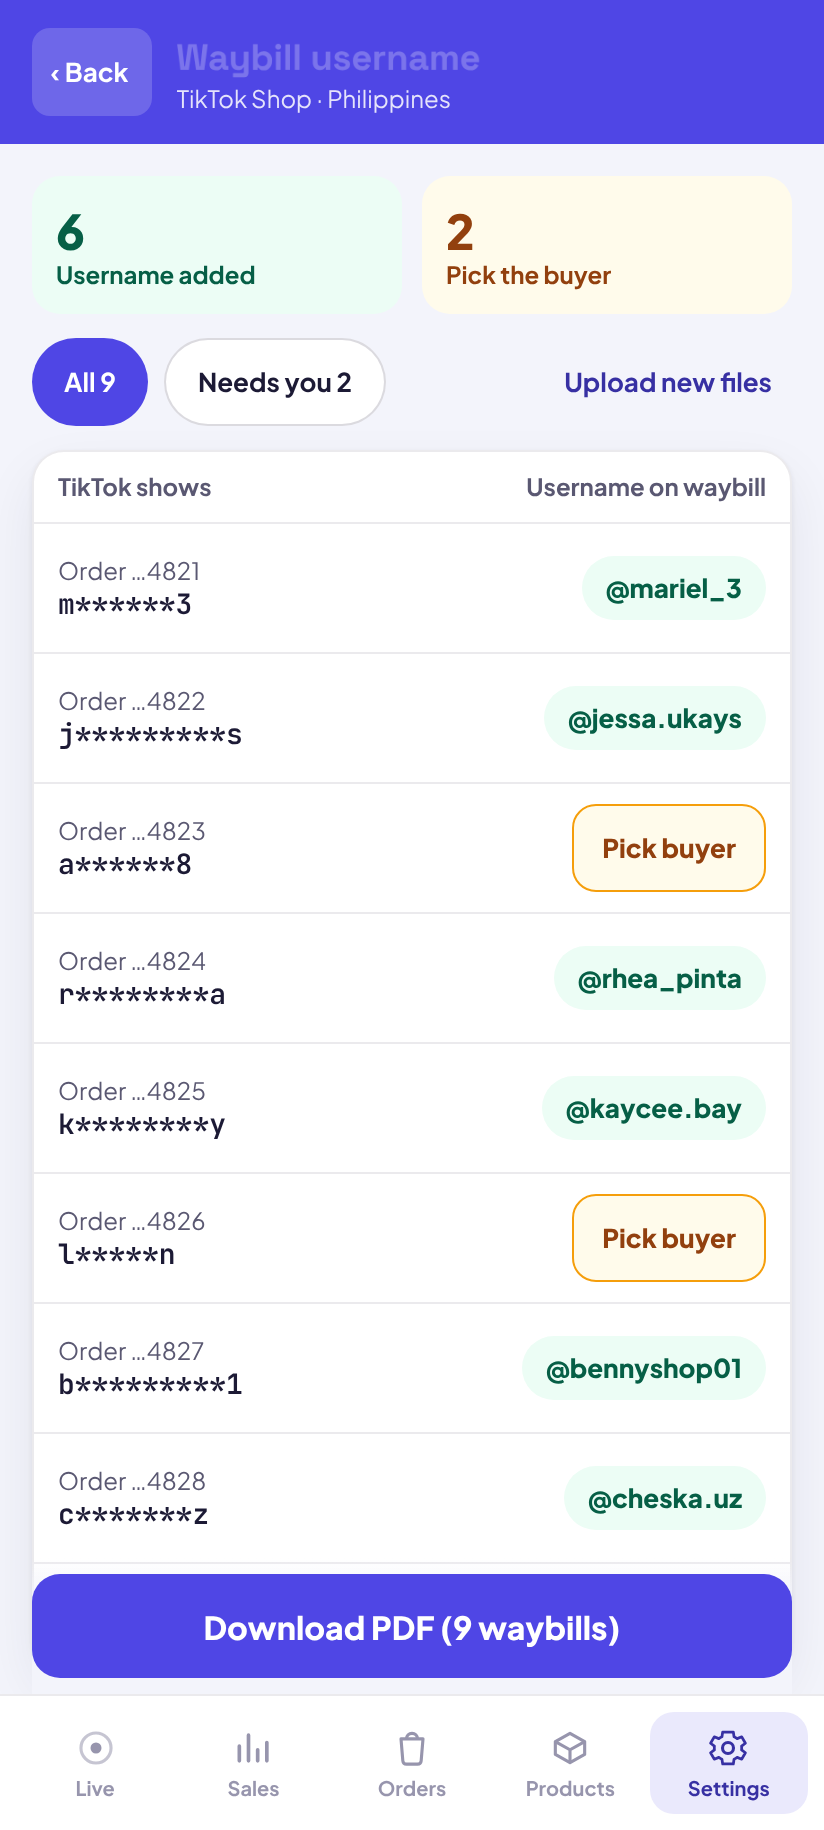 ‹ Back
Waybill username
TikTok Shop · Philippines
6
Username added
2
Pick the buyer
All 9
Needs you 2
Upload new files
TikTok shows
Username on waybill
Order …4821
m******3
@mariel_3
Order …4822
j*********s
@jessa.ukays
Order …4823
a******8
Pick buyer
Order …4824
r********a
@rhea_pinta
Order …4825
k********y
@kaycee.bay
Order …4826
l*****n
Pick buyer
Order …4827
b*********1
@bennyshop01
Order …4828
c*******z
@cheska.uz
Download PDF (9 waybills)
Live
Sales
Orders
Products
Settings